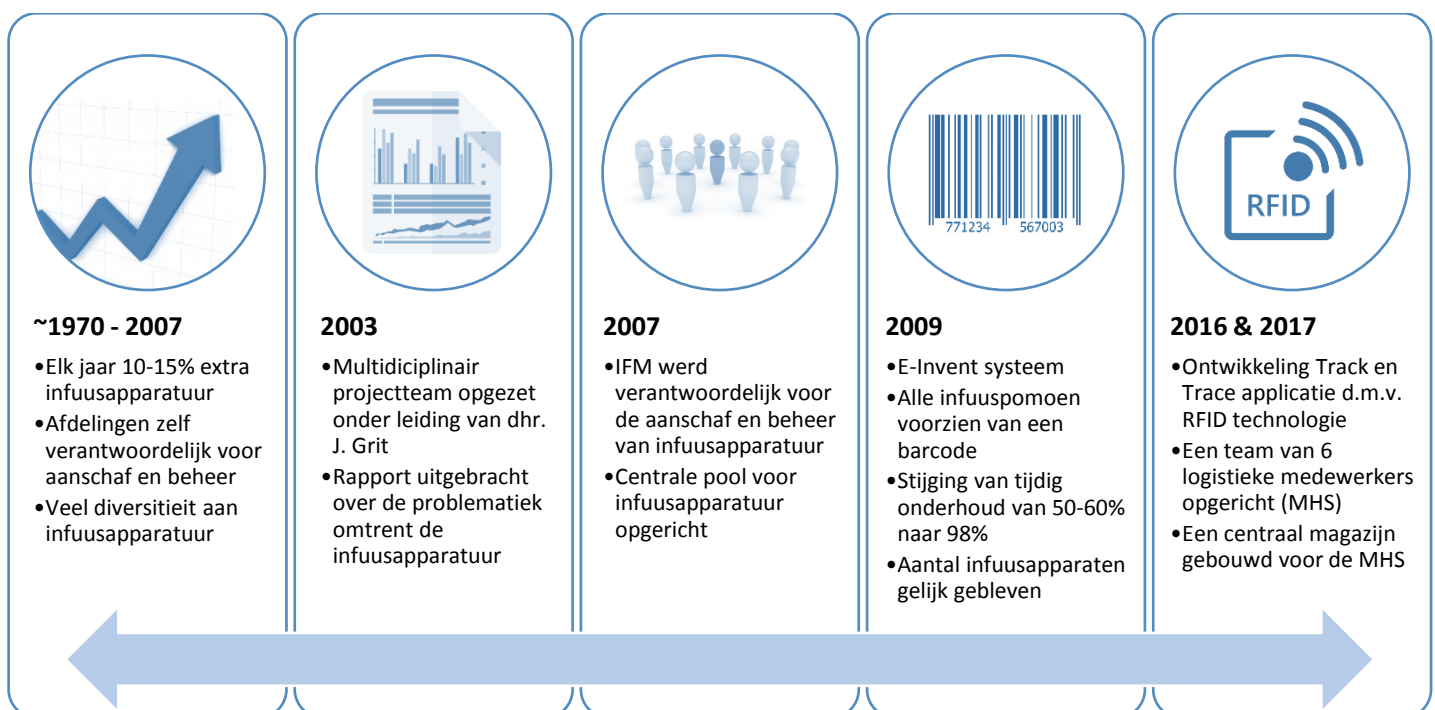 771234 567003
RFID
~1970 - 2007
•Elk jaar 10-15% extra
infuusapparatuur
•Afdelingen zelf
verantwoordelijk voor
aanschaf en beheer
•Veel diversitieit aan
infuusapparatuur
2003
•Multidiciplinair
projectteam opgezet
onder leiding van dhr.
J. Grit
•Rapport uitgebracht
over de problematiek
omtrent de
infuusapparatuur
2007
•IFM werd
verantwoordelijk voor
de aanschaf en beheer
van infuusapparatuur
•Centrale pool voor
infuusapparatuur
opgericht
2009
•E-Invent systeem
•Alle infuuspomoen
voorzien van een
barcode
•Stijging van tijdig
onderhoud van 50-60%
naar 98%
•Aantal infuusapparaten
gelijk gebleven
2016 & 2017
•Ontwikkeling Track en
Trace applicatie d.m.v.
RFID technologie
•Een team van 6
logistieke medewerkers
opgericht (MHS)
•Een centraal magazijn
gebouwd voor de MHS